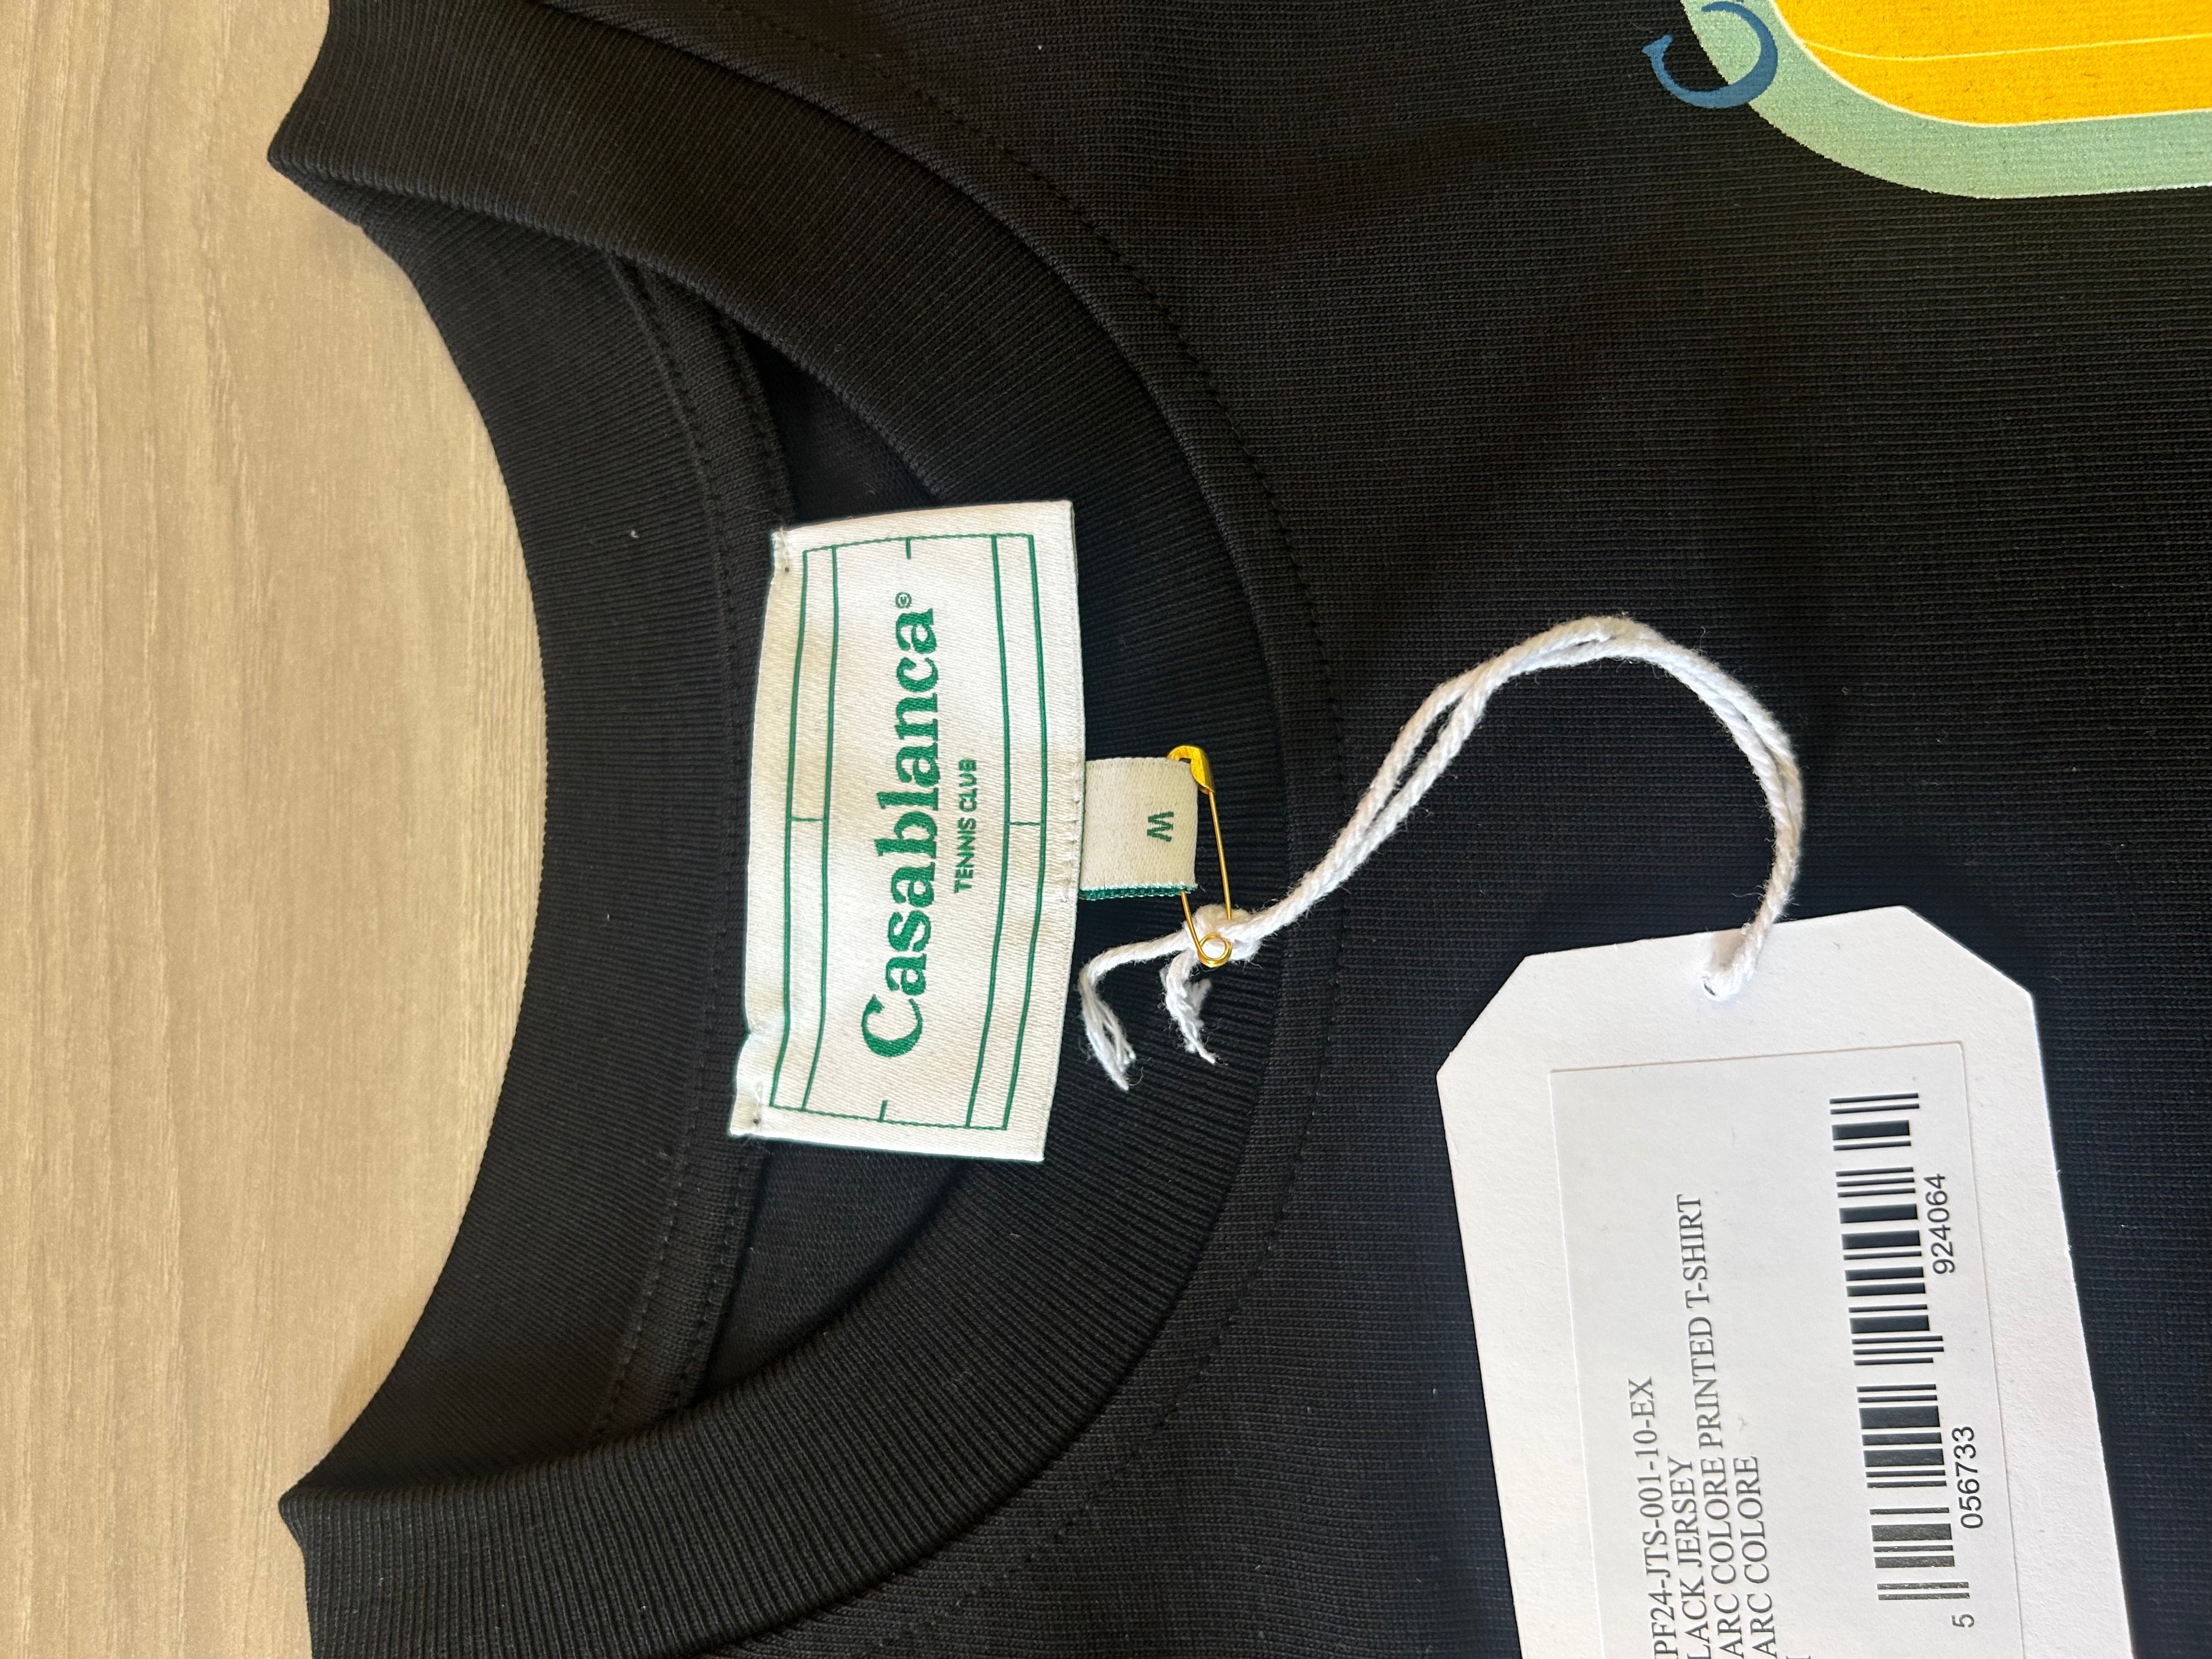 Casablanca©
TENNIS CLUB
M
PF24-JTS-001-10-EX
LACK JERSEY
ARC COLORE PRINTED T-SHIRT
ARC COLORE
5 056733 924064
C